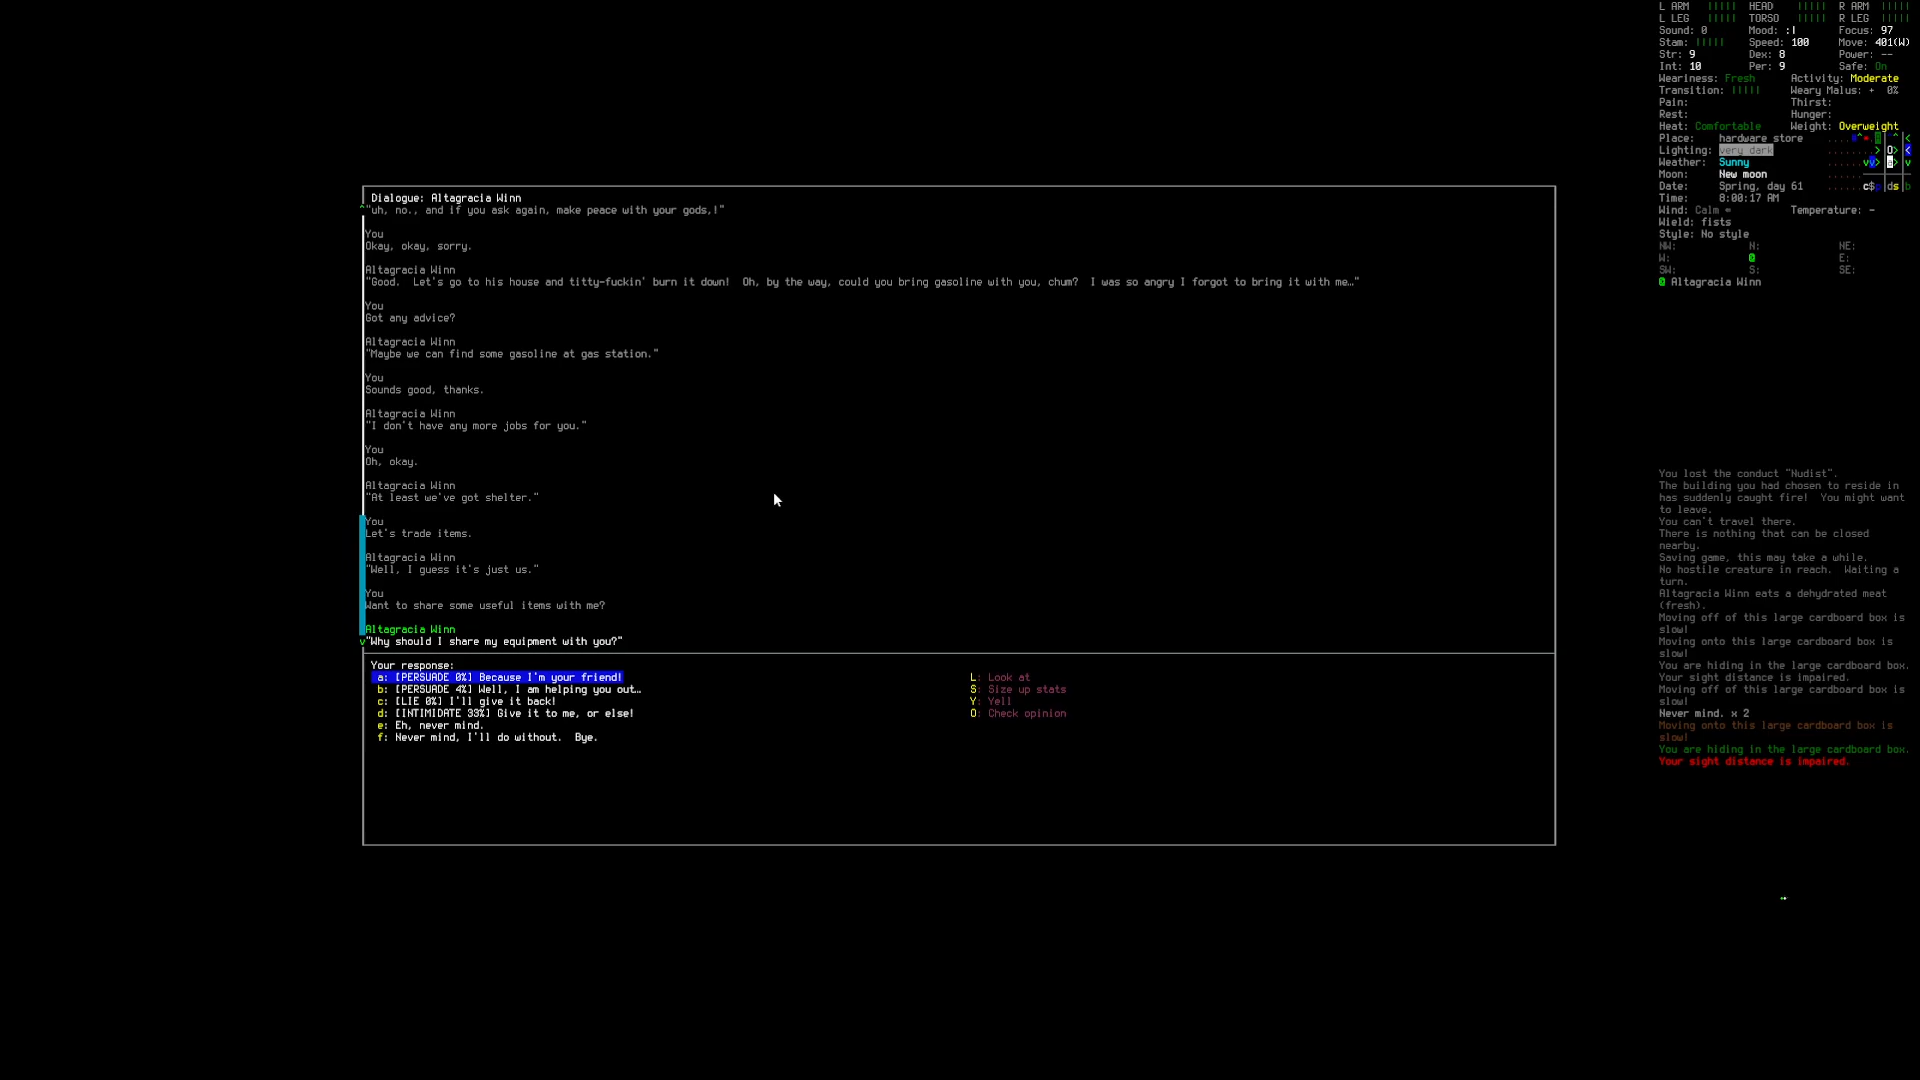 Dialogue: Altagracia Winn
"uh, no., and if you ask again, make peace with your gods,!"
You
Okay, okay, sorry.
Altagracia Winn
"Good.  Let's go to his house and titty-fuckin' burn it down!  Oh, by the way, could you bring gasoline with you, chum?  I was so angry I forgot to bring it with me…"
You
Got any advice?
Altagracia Winn
"Maybe we can find some gasoline at gas station."
You
Sounds good, thanks.
Altagracia Winn
"I don't have any more jobs for you."
You
Oh, okay.
Altagracia Winn
"At least we've got shelter."
You
Let's trade items.
Altagracia Winn
"Well, I guess it's just us."
You
Want to share some useful items with me?
Altagracia Winn
"Why should I share my equipment with you?"
Your response:
a: [PERSUADE 0%] Because I'm your friend!
b: [PERSUADE 4%] Well, I am helping you out…
c: [LIE 0%] I'll give it back!
d: [INTIMIDATE 33%] Give it to me, or else!
e: Eh, never mind.
f: Never mind, I'll do without.  Bye.
L: Look at
S: Size up stats
Y: Yell
O: Check opinion
L ARM ||||| HEAD ||||| R ARM |||||
L LEG ||||| TORSO ||||| R LEG |||||
Sound: 0 Mood: :| Focus: 97
Stam: ||||| Speed: 100 Move: 401(W)
Str: 9 Dex: 8 Power: --
Int: 10 Per: 9 Safe: On
Weariness: Fresh Activity: Moderate
Transition: ||||| Weary Malus: + 0%
Pain: Thirst:
Rest: Hunger:
Heat: Comfortable Weight: Overweight
Place: hardware store
Lighting: very dark
Weather: Sunny
Moon: New moon
Date: Spring, day 61
Time: 8:00:17 AM
Wind: Calm Temperature: -
Wield: fists
Style: No style
NW: N: NE:
W: @ E:
SW: S: SE:
@ Altagracia Winn
You lost the conduct "Nudist".
The building you had chosen to reside in
has suddenly caught fire!  You might want
to leave.
You can't travel there.
There is nothing that can be closed
nearby.
Saving game, this may take a while.
No hostile creature in reach.  Waiting a
turn.
Altagracia Winn eats a dehydrated meat
(fresh).
Moving off of this large cardboard box is
slow!
Moving onto this large cardboard box is
slow!
You are hiding in the large cardboard box.
Your sight distance is impaired.
Moving off of this large cardboard box is
slow!
Never mind. x 2
Moving onto this large cardboard box is
slow!
You are hiding in the large cardboard box.
Your sight distance is impaired.